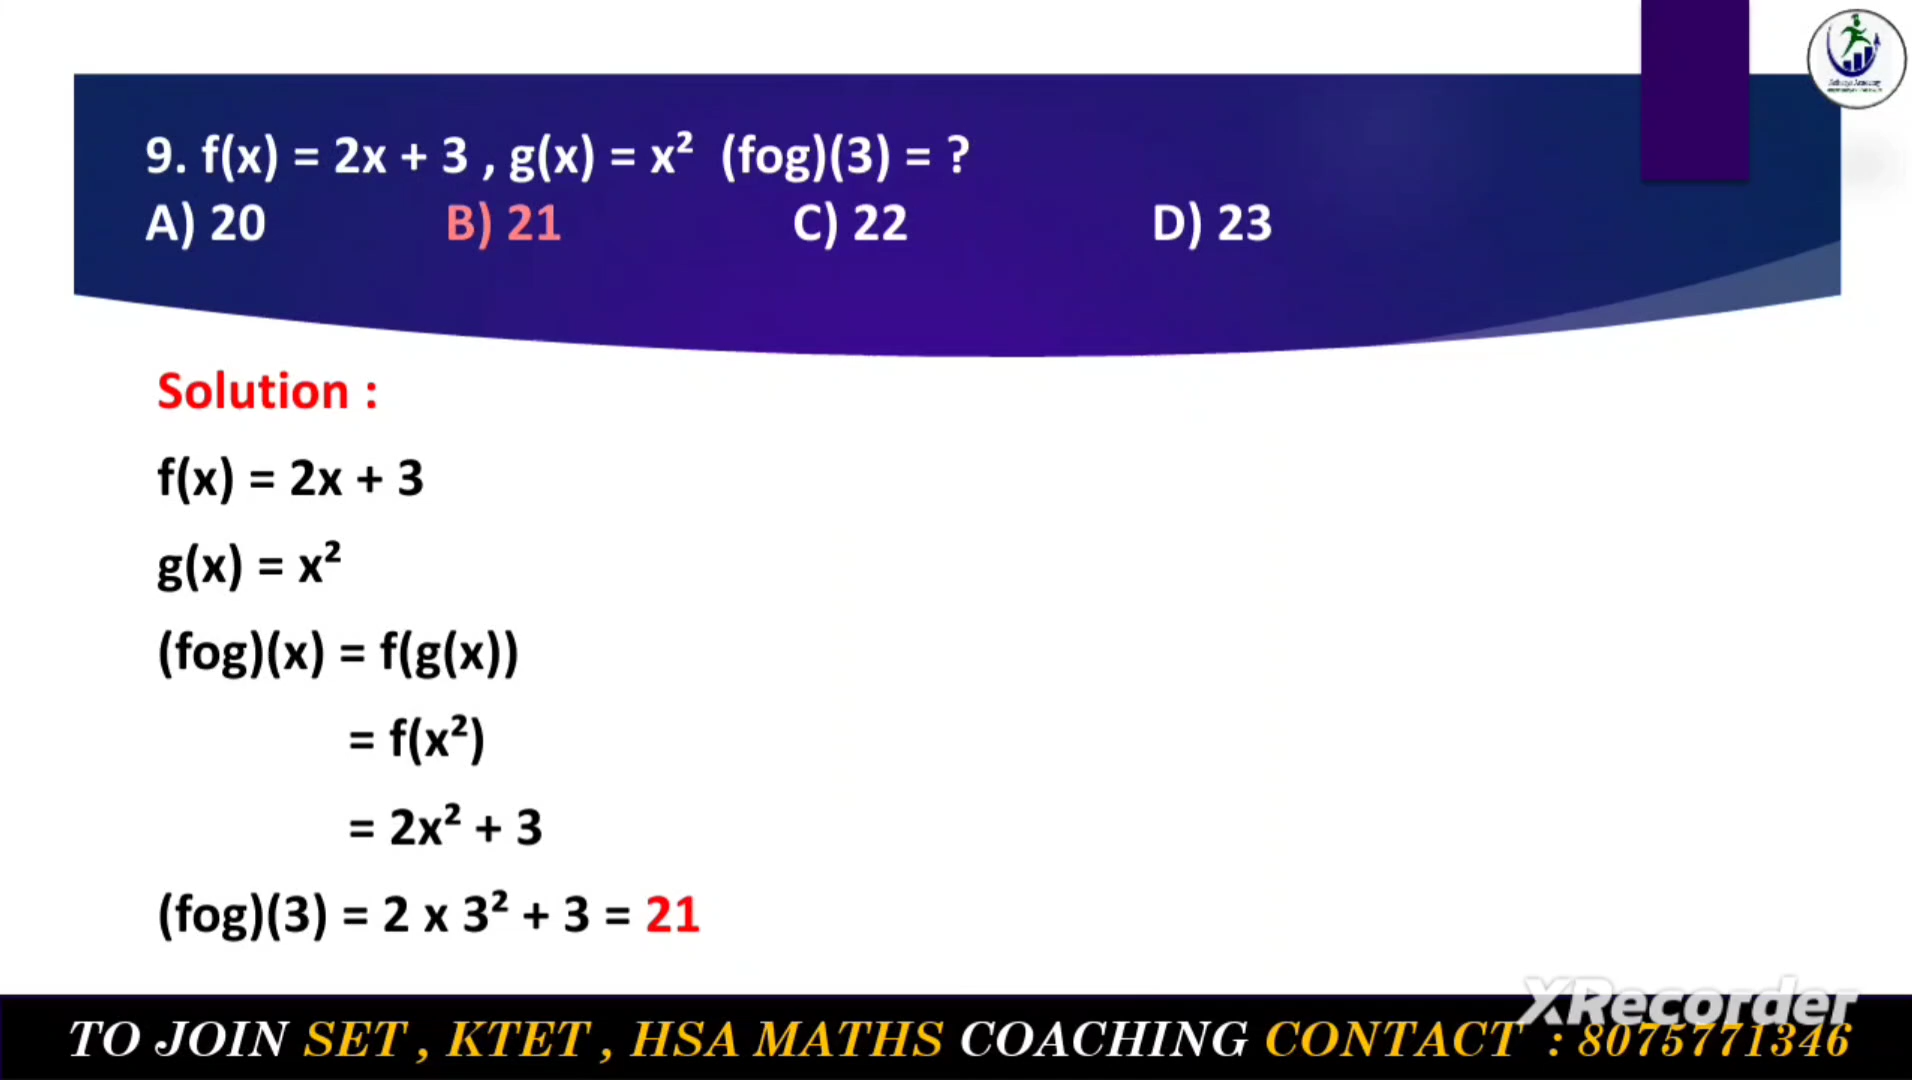 9. f(x) = 2x + 3 , g(x) = x² (fog)(3) = ?
A) 20 B) 21 C) 22 D) 23
Solution :
f(x) = 2x + 3
g(x) = x²
(fog)(x) = f(g(x))
= f(x²)
= 2x² + 3
(fog)(3) = 2 x 3² + 3 = 21
XRecorder
TO JOIN SET , KTET , HSA MATHS COACHING CONTACT : 8075771346